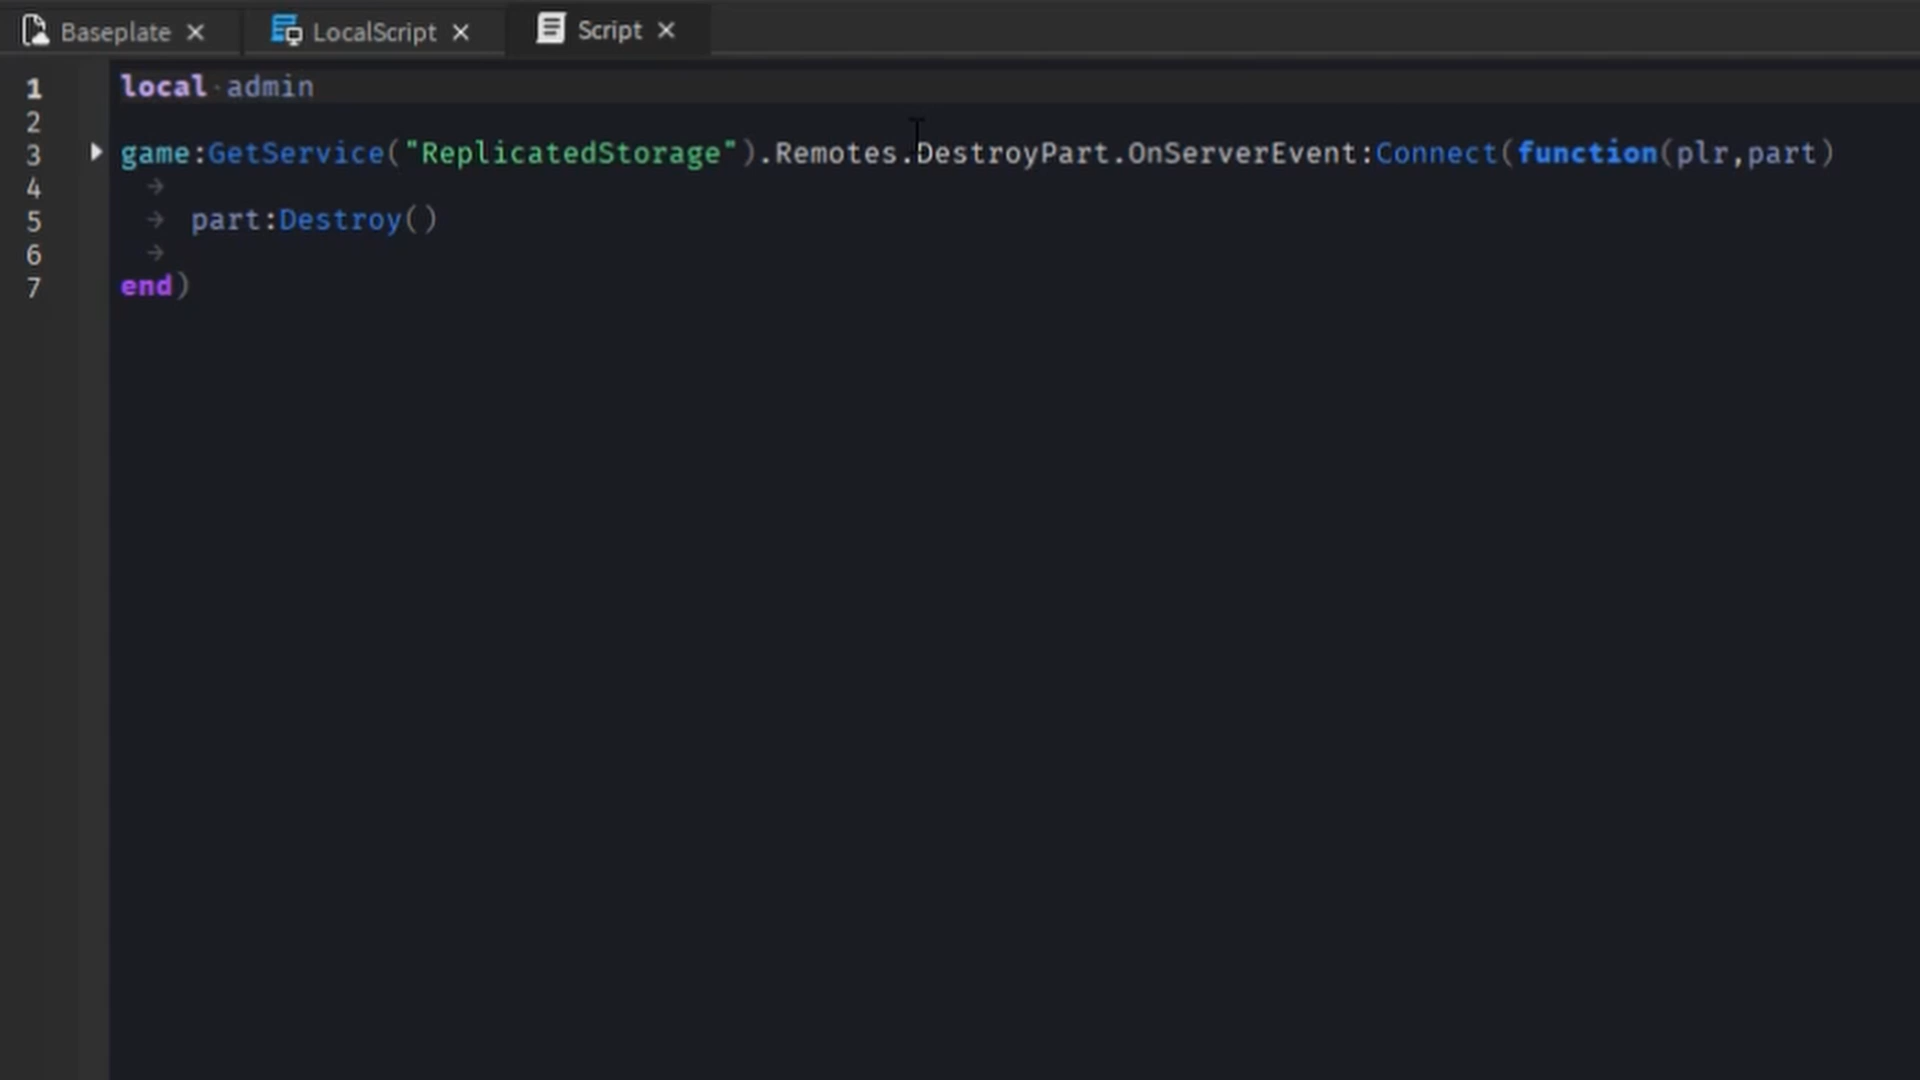 Baseplate × LocalScript × Script ×
1 local admin
2
3 game:GetService("ReplicatedStorage").Remotes.DestroyPart.OnServerEvent:Connect(function(plr,part)
4
5 part:Destroy()
6
7 end)